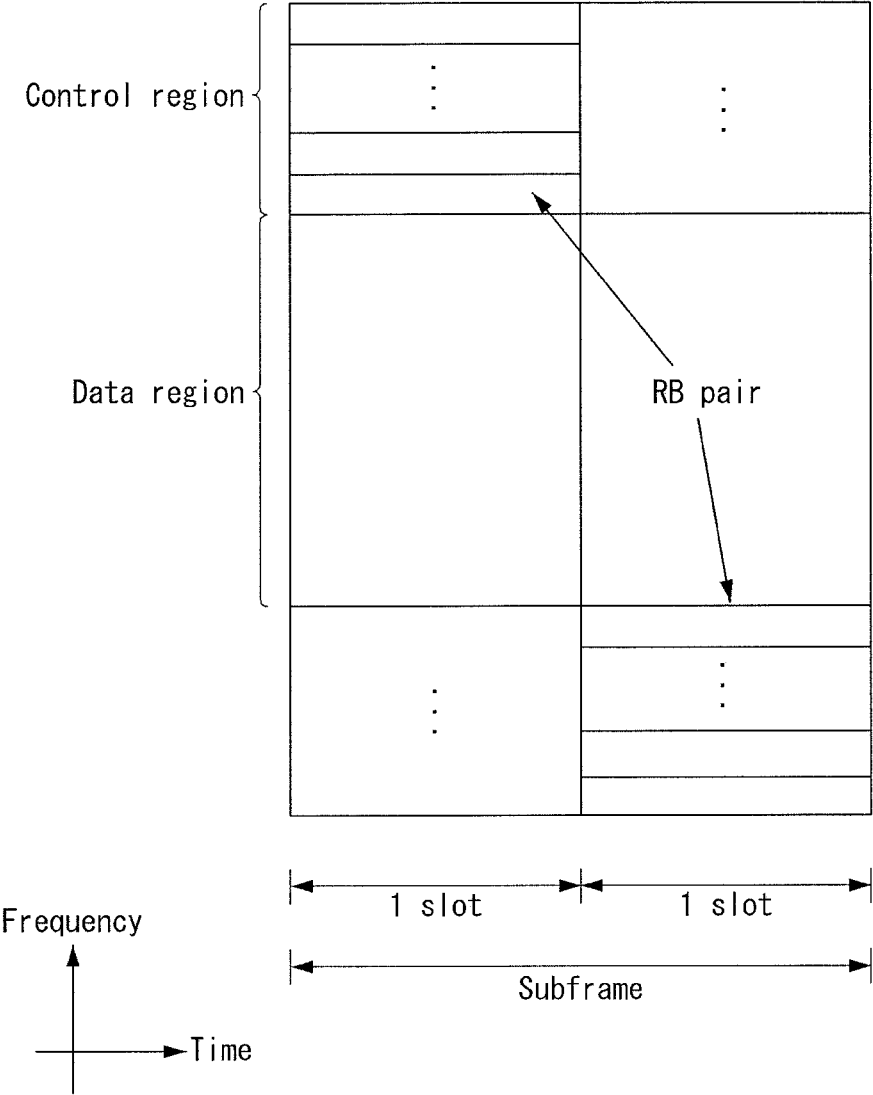 Control region
Data region
RB pair
1 slot
1 slot
Frequency
Subframe
Time